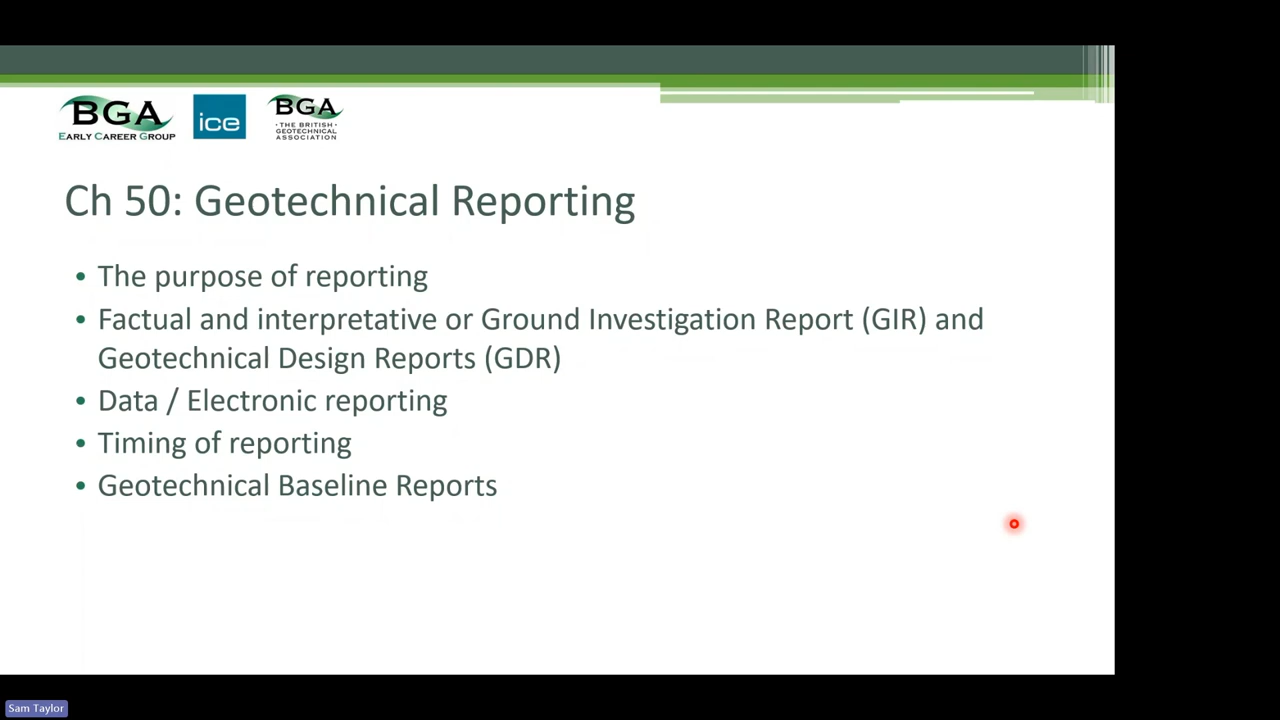 BGA
EARLY CAREER GROUP
ice
BGA
· THE BRITISH ·
GEOTECHNICAL
ASSOCIATION
Ch 50: Geotechnical Reporting
• The purpose of reporting
• Factual and interpretative or Ground Investigation Report (GIR) and
Geotechnical Design Reports (GDR)
• Data / Electronic reporting
• Timing of reporting
• Geotechnical Baseline Reports
Sam Taylor